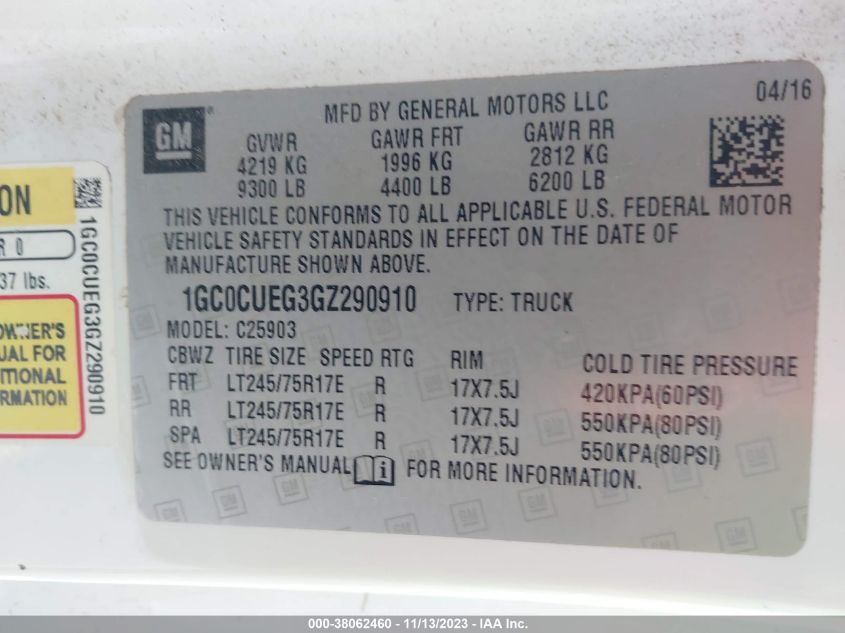 MFD BY GENERAL MOTORS LLC 04/16
GM®
GVWR GAWR FRT GAWR RR
4219 KG 1996 KG 2812 KG
9300 LB 4400 LB 6200 LB
THIS VEHICLE CONFORMS TO ALL APPLICABLE U.S. FEDERAL MOTOR
VEHICLE SAFETY STANDARDS IN EFFECT ON THE DATE OF
MANUFACTURE SHOWN ABOVE.
1GC0CUEG3GZ290910 TYPE: TRUCK
MODEL: C25903
CBWZ TIRE SIZE SPEED RTG RIM COLD TIRE PRESSURE
FRT LT245/75R17E R 17X7.5J 420KPA(60PSI)
RR LT245/75R17E R 17X7.5J 550KPA(80PSI)
SPA LT245/75R17E R 17X7.5J 550KPA(80PSI)
SEE OWNER'S MANUAL i FOR MORE INFORMATION.
ON
R 0
37 lbs.
OWNER'S
UAL FOR
ITIONAL
RMATION
1GC0CUEG3GZ290910
000-38062460 - 11/13/2023 - IAA Inc.